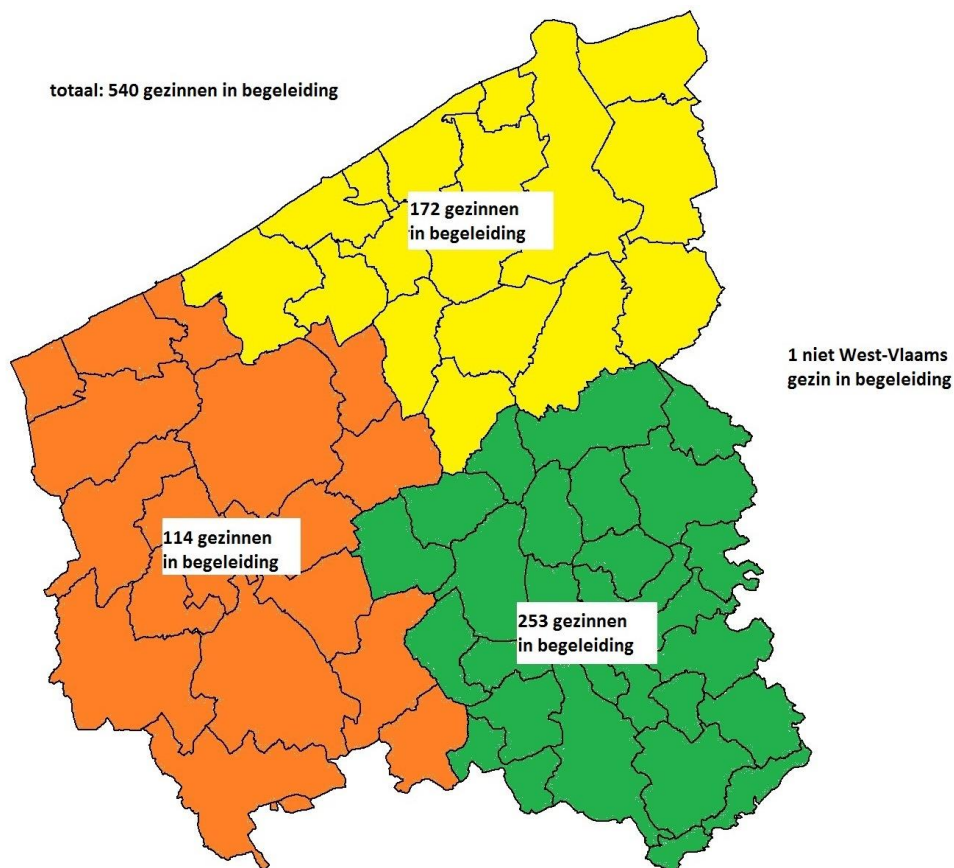 totaal: 540 gezinnen in begeleiding
172 gezinnen
in begeleiding
1 niet West-Vlaams
gezin in begeleiding
114 gezinnen
in begeleiding
253 gezinnen
in begeleiding